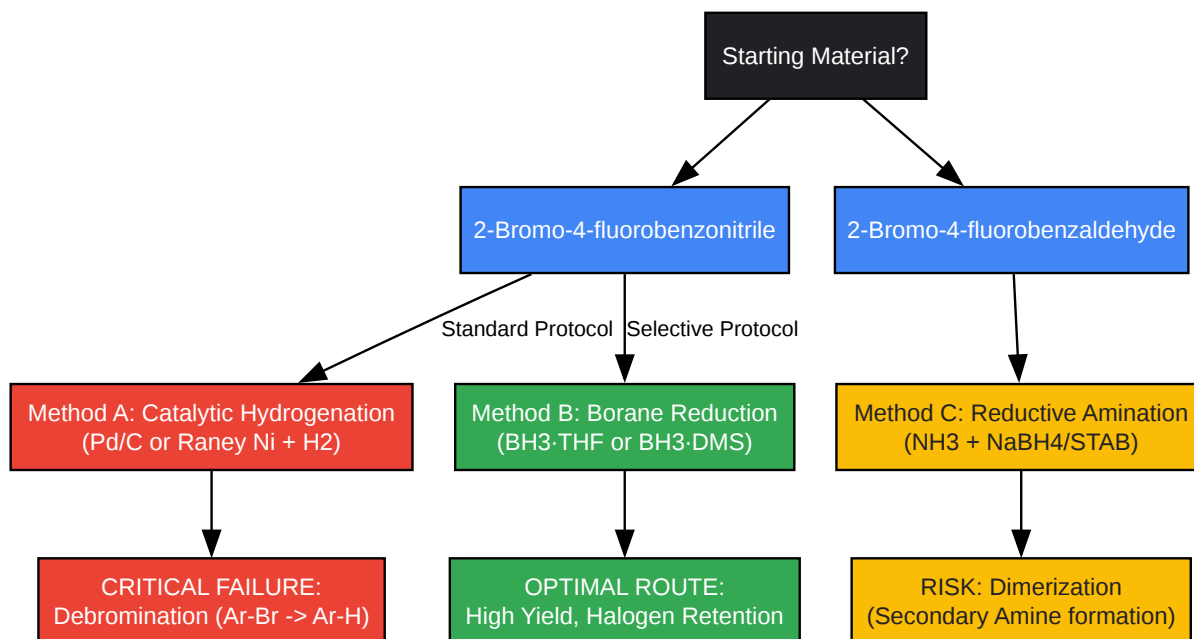 Starting Material?
2-Bromo-4-fluorobenzonitrile
2-Bromo-4-fluorobenzaldehyde
Standard Protocol
Selective Protocol
Method A: Catalytic Hydrogenation
(Pd/C or Raney Ni + H2)
Method B: Borane Reduction
(BH3·THF or BH3·DMS)
Method C: Reductive Amination
(NH3 + NaBH4/STAB)
CRITICAL FAILURE:
Debromination (Ar-Br -> Ar-H)
OPTIMAL ROUTE:
High Yield, Halogen Retention
RISK: Dimerization
(Secondary Amine formation)